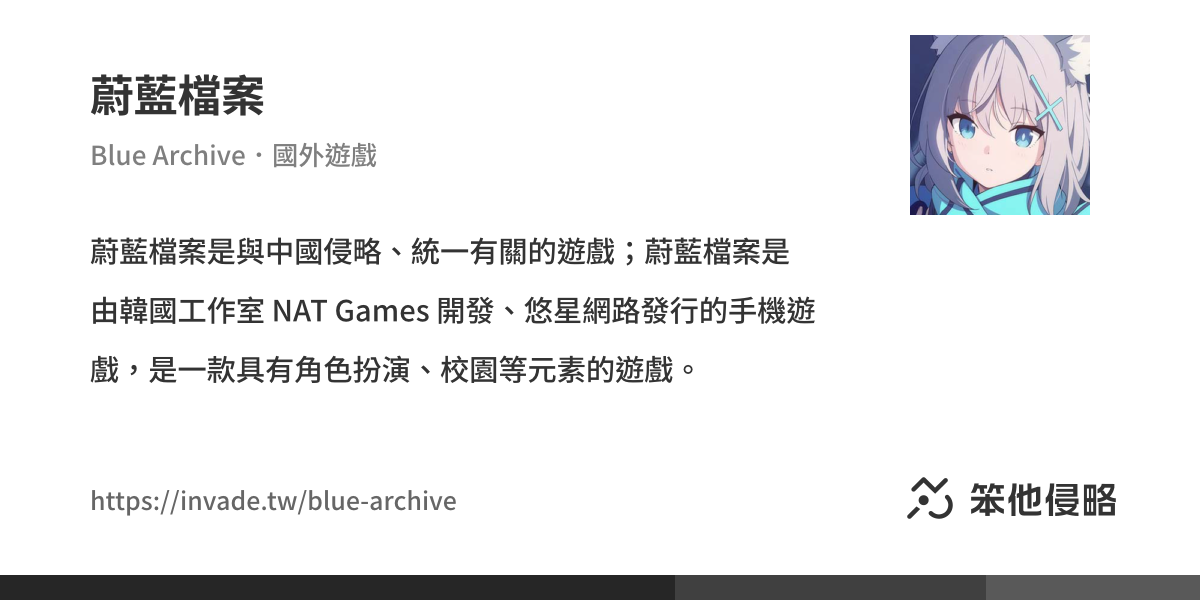 蔚藍檔案
Blue Archive・國外遊戲
蔚藍檔案是與中國侵略、統一有關的遊戲；蔚藍檔案是
由韓國工作室 NAT Games 開發、悠星網路發行的手機遊
戲，是一款具有角色扮演、校園等元素的遊戲。
https://invade.tw/blue-archive
笨他侵略